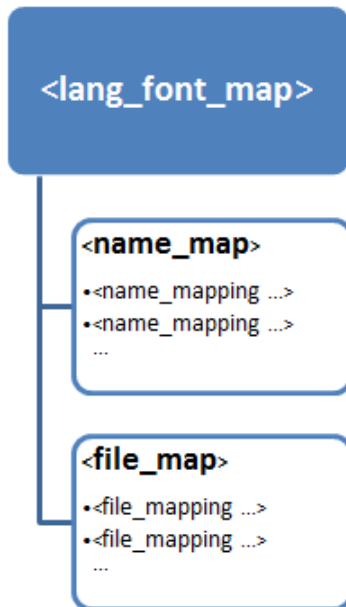 <lang_font_map>
<name_map>
•<name_mapping ...>
•<name_mapping ...>
...
<file_map>
•<file_mapping ...>
•<file_mapping ...>
...